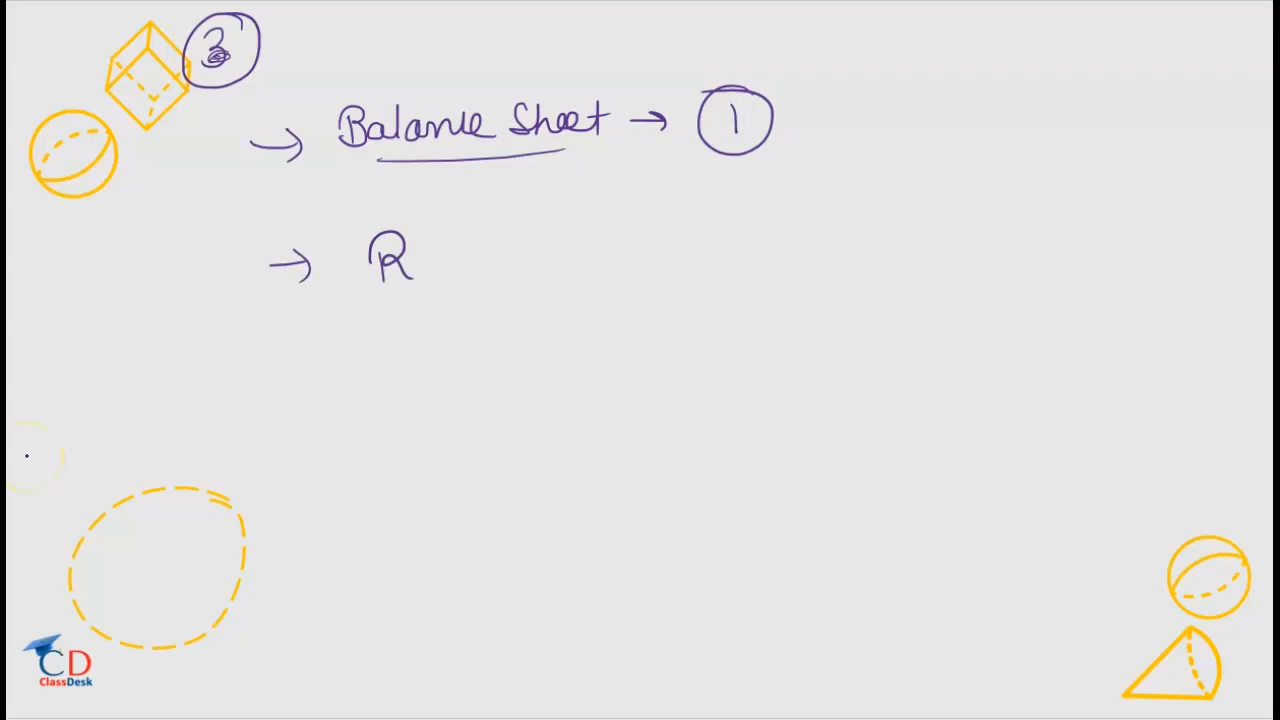 3
→ Balance Sheet → 1
→ R
CD
ClassDesk